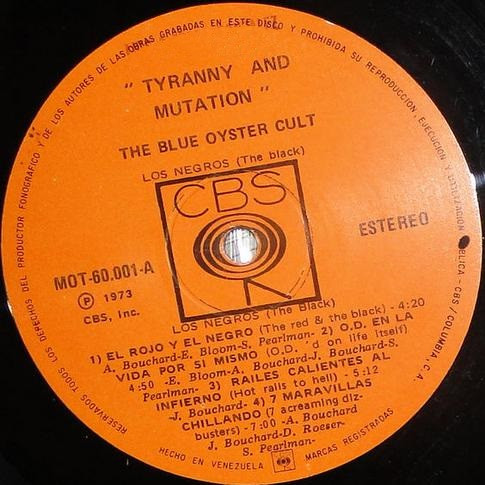 RESERVADOS TODOS LOS DERECHOS DEL PRODUCTOR FONOGRAFICO Y DE LOS AUTORES DE LAS OBRAS GRABADAS EN ESTE DISCO Y PROHIBIDA SU REPRODUCCION, EJECUCION Y UTILIZACION PUBLICA - CBS / COLUMBIA, C.A.
" TYRANNY AND
MUTATION "
THE BLUE OYSTER CULT
LOS NEGROS (The black)
CBS
ESTEREO
MOT-60.001-A
Ⓟ 1973
CBS, Inc.
LOS NEGROS (The Black)
1) EL ROJO Y EL NEGRO (The red & the black) - 4:20
A. Bouchard-E. Bloom-S. Pearlman- 2) O.D. EN LA
VIDA POR SI MISMO (O.D. 'd on life itself)
4:50 -E. Bloom-A. Bouchard-J. Bouchard-S.
Pearlman- 3) RAILES CALIENTES AL
INFIERNO (Hot rails to hell) - 5:12
-J. Bouchard- 4) 7 MARAVILLAS
CHILLANDO (7 acreaming diz-
busters) - 7:00 -A. Bouchard
J. Bouchard-D. Roeser-
S. Pearlman-
HECHO EN VENEZUELA MARCAS REGISTRADAS